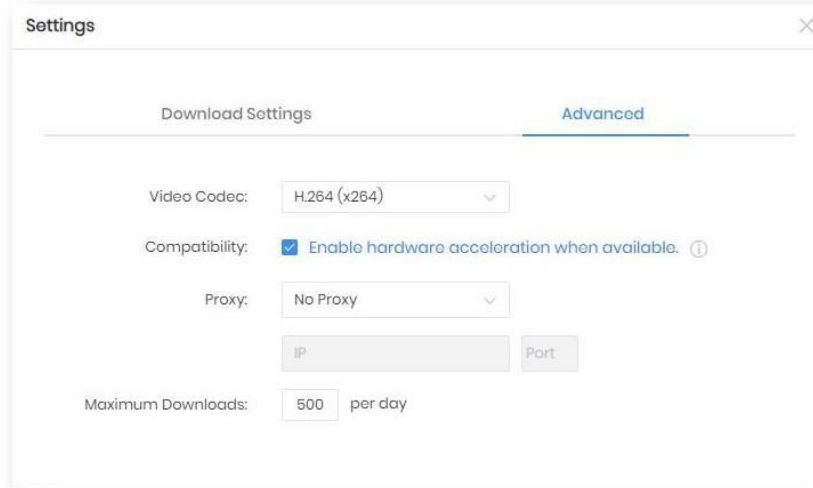 Settings
Download Settings Advanced
Video Codec: H.264 (x264)
Compatibility: Enable hardware acceleration when available.
Proxy: No Proxy
IP Port
Maximum Downloads: 500 per day